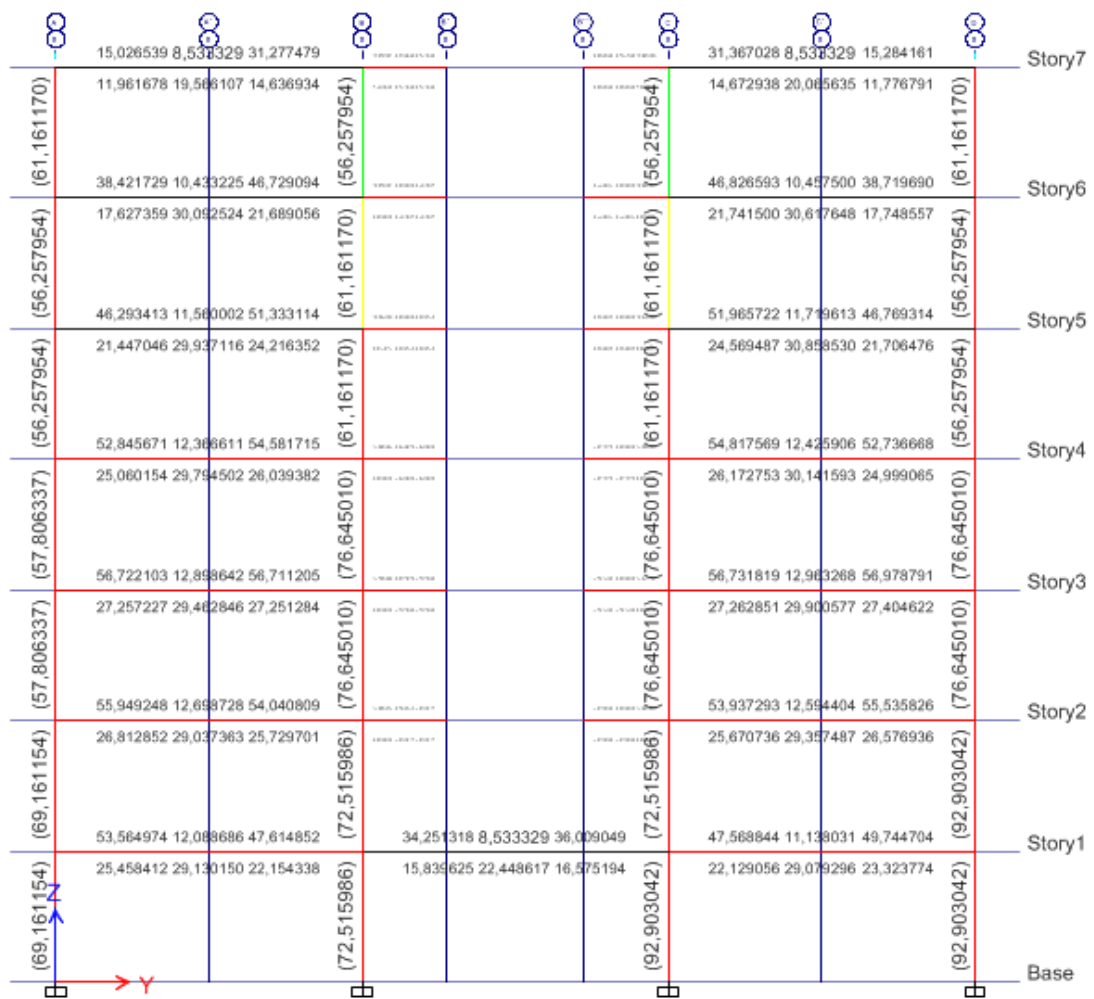 15,026539 8,533329 31,277479 31,367028 8,533329 15,284161 Story7
11,961678 19,566107 14,636934 14,672938 20,065635 11,776791
(61,161170) (56,257954) (56,257954) (61,161170)
38,421729 10,433225 46,729094 46,826593 10,457500 38,719690 Story6
17,627359 30,092524 21,689056 21,741500 30,617648 17,748557
(56,257954) (61,161170) (61,161170) (56,257954)
46,293413 11,560002 51,333114 51,965722 11,719613 46,769314 Story5
21,447046 29,937116 24,216352 24,569487 30,858530 21,706476
(56,257954) (61,161170) (61,161170) (56,257954)
52,845671 12,366611 54,581715 54,817569 12,425906 52,736668 Story4
25,060154 29,794502 26,039382 26,172753 30,141593 24,999065
(57,806337) (76,645010) (76,645010) (76,645010)
56,722103 12,898642 56,711205 56,731819 12,963268 56,978791 Story3
27,257227 29,462846 27,251284 27,262851 29,900577 27,404622
(57,806337) (76,645010) (76,645010) (76,645010)
55,949248 12,698728 54,040809 53,937293 12,594404 55,535826 Story2
26,812852 29,037363 25,729701 25,670736 29,357487 26,576936
(69,161154) (72,515986) (72,515986) (92,903042)
53,564974 12,088686 47,614852 34,251318 8,533329 36,009049 47,568844 11,138031 49,744704 Story1
25,458412 29,130150 22,154338 15,839625 22,448617 16,575194 22,129056 29,079296 23,323774
(69,161154) (72,515986) (92,903042) (92,903042)
Z
Y
Base